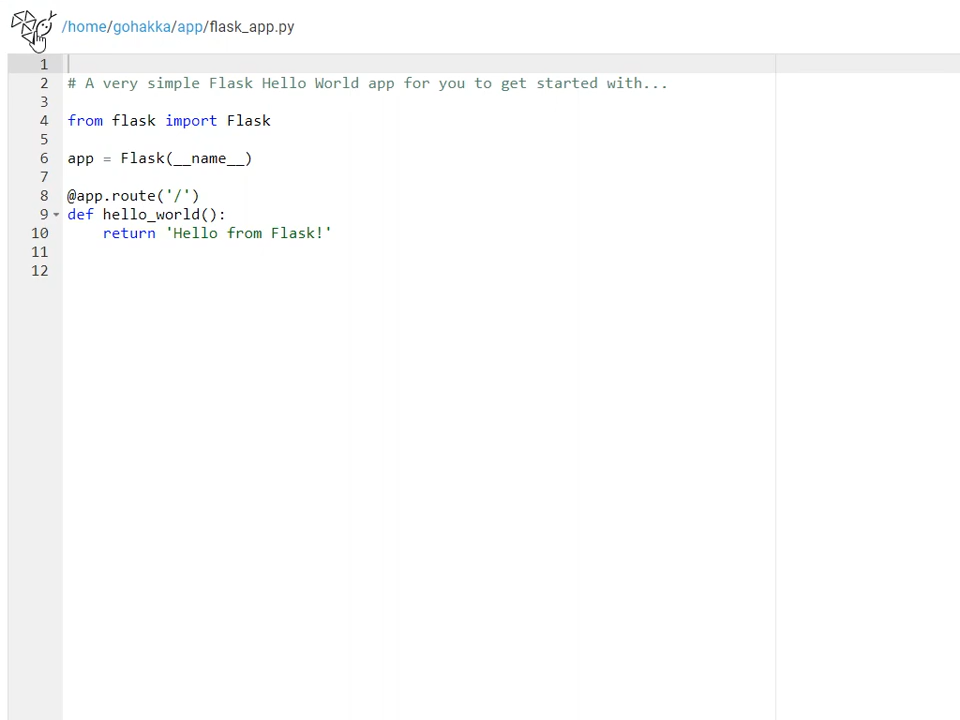 /home/gohakka/app/flask_app.py
1
2 # A very simple Flask Hello World app for you to get started with...
3
4 from flask import Flask
5
6 app = Flask(__name__)
7
8 @app.route('/')
9 def hello_world():
10     return 'Hello from Flask!'
11
12